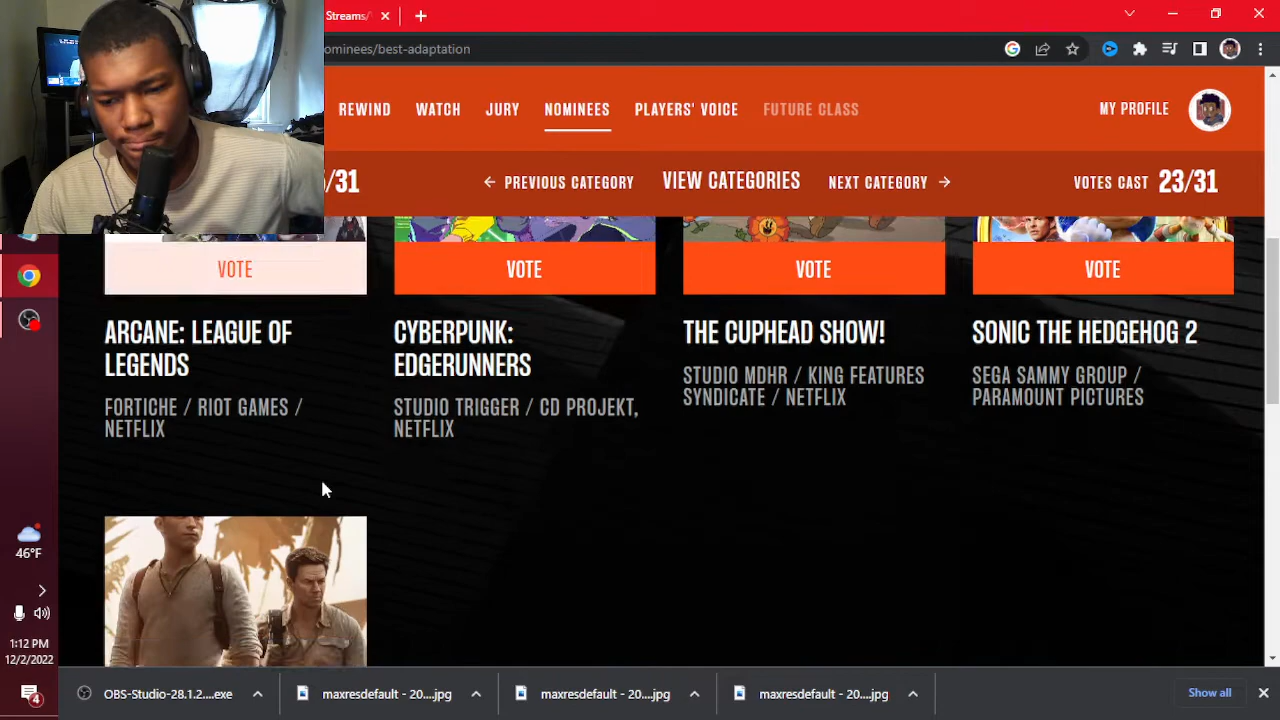 Streams/
ominees/best-adaptation
REWIND WATCH JURY NOMINEES PLAYERS' VOICE FUTURE CLASS MY PROFILE
/31 ← PREVIOUS CATEGORY VIEW CATEGORIES NEXT CATEGORY → VOTES CAST 23/31
VOTE VOTE VOTE VOTE
ARCANE: LEAGUE OF
LEGENDS
FORTICHE / RIOT GAMES /
NETFLIX
CYBERPUNK:
EDGERUNNERS
STUDIO TRIGGER / CD PROJEKT,
NETFLIX
THE CUPHEAD SHOW!
STUDIO MDHR / KING FEATURES
SYNDICATE / NETFLIX
SONIC THE HEDGEHOG 2
SEGA SAMMY GROUP /
PARAMOUNT PICTURES
46°F
1:12 PM
12/2/2022
4
OBS-Studio-28.1.2....exe maxresdefault - 20....jpg maxresdefault - 20....jpg maxresdefault - 20....jpg Show all